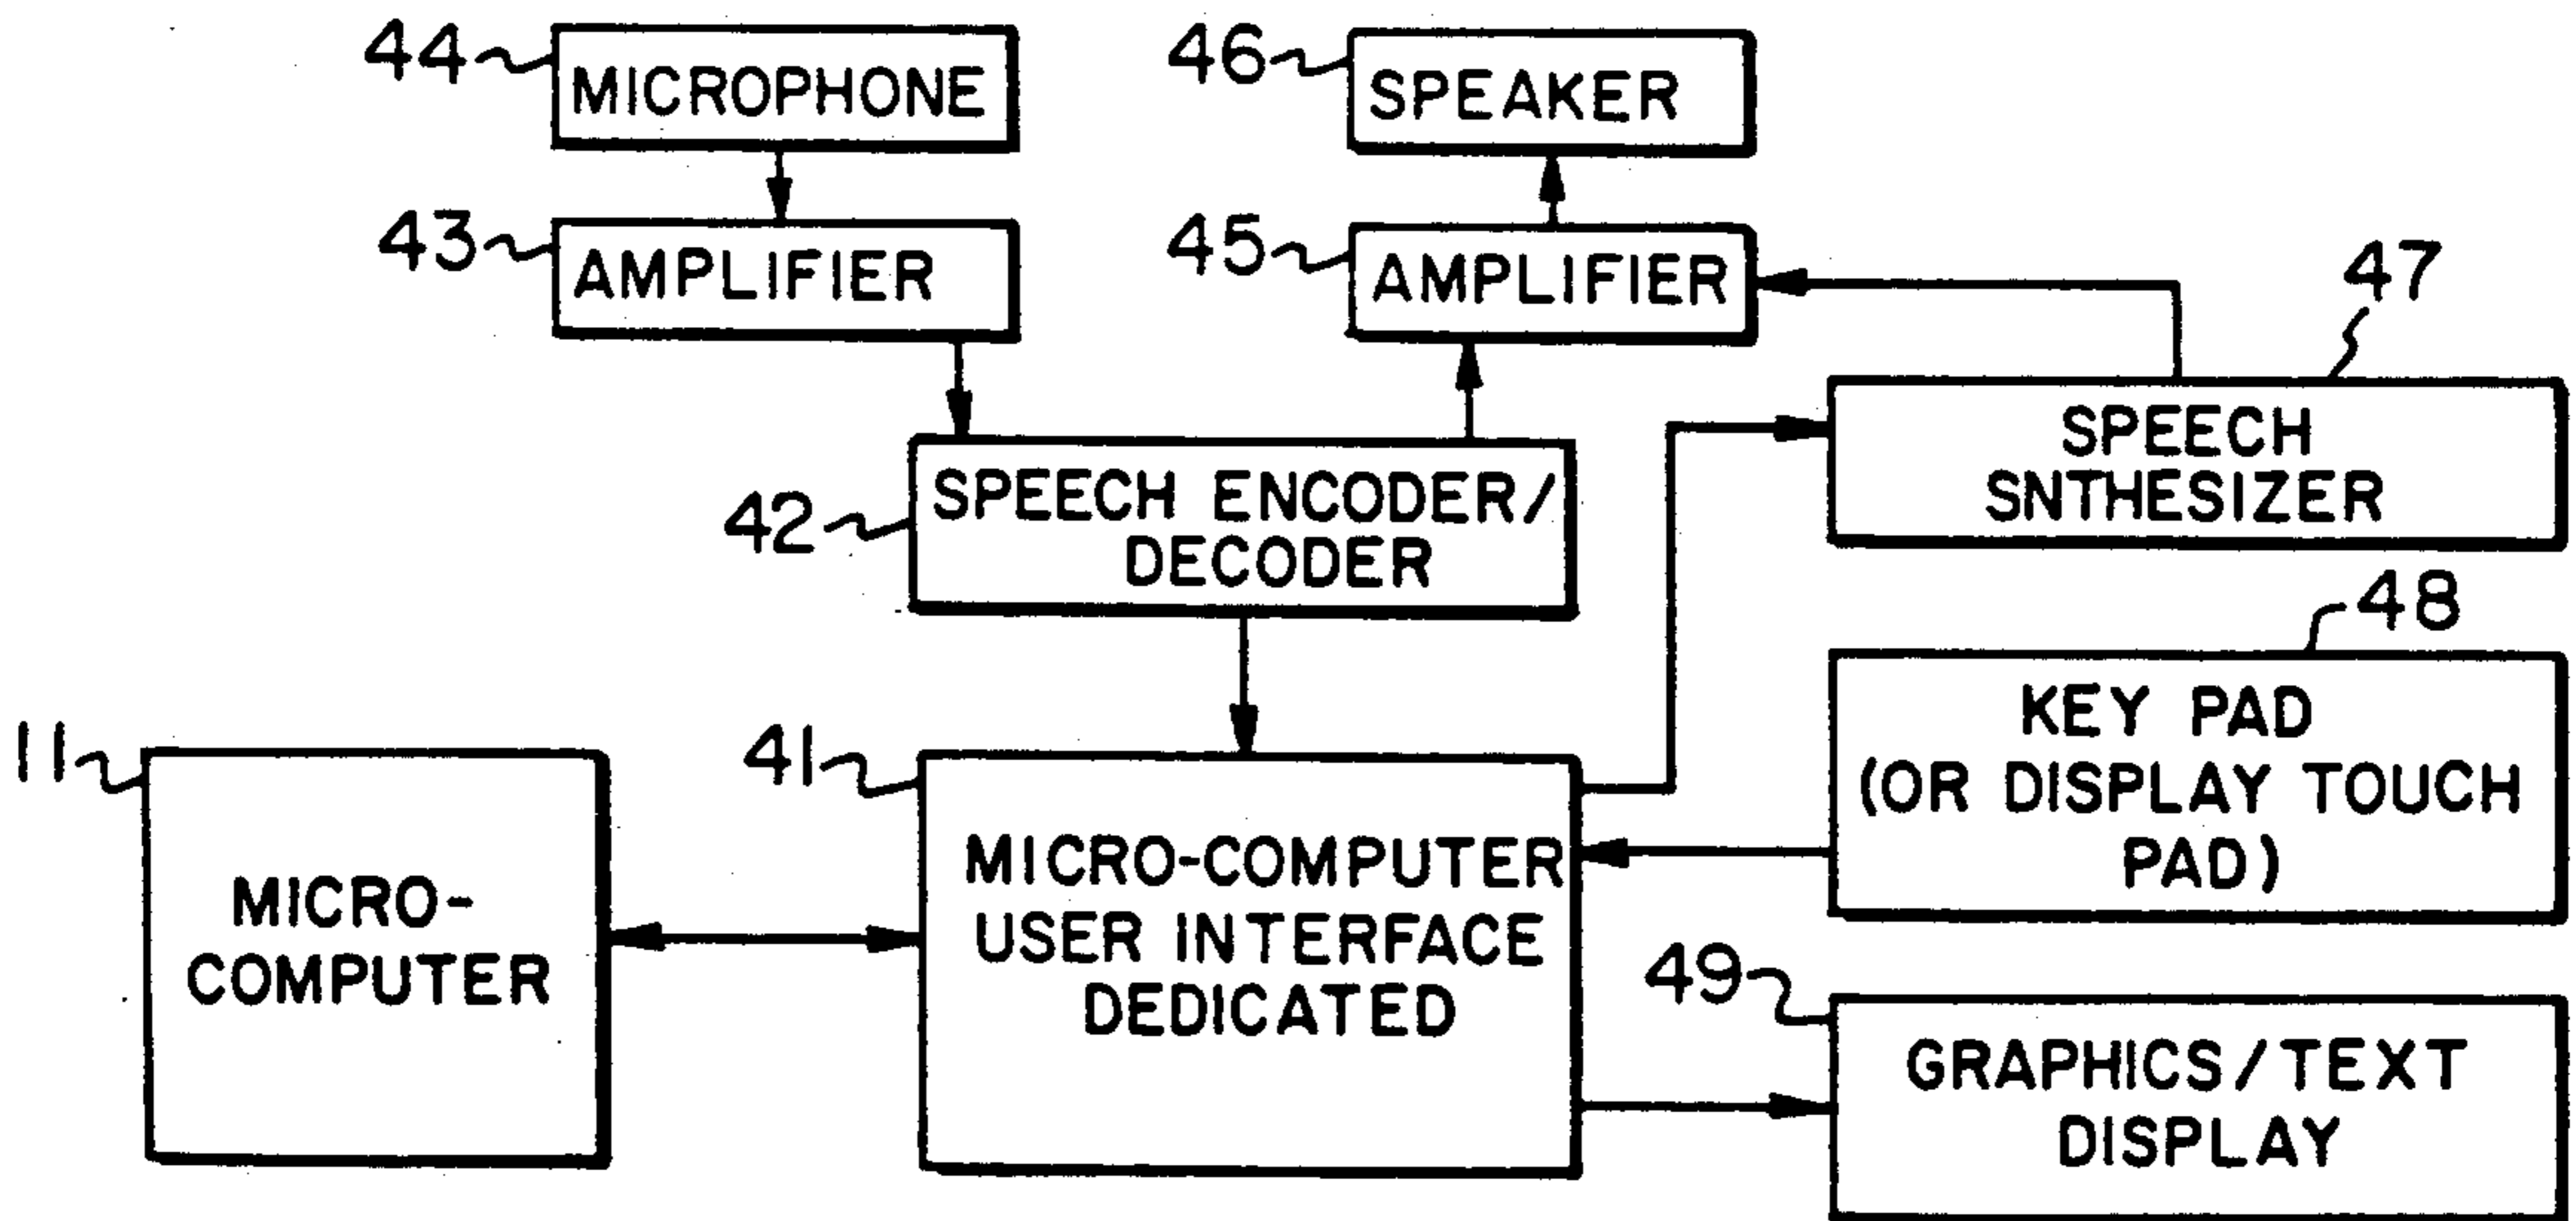 44
MICROPHONE
46
SPEAKER
43
AMPLIFIER
45
AMPLIFIER
47
SPEECH
SNTHESIZER
42
SPEECH ENCODER/
DECODER
48
KEY PAD
(OR DISPLAY TOUCH
PAD)
11
MICRO-
COMPUTER
41
MICRO-COMPUTER
USER INTERFACE
DEDICATED
49
GRAPHICS/TEXT
DISPLAY